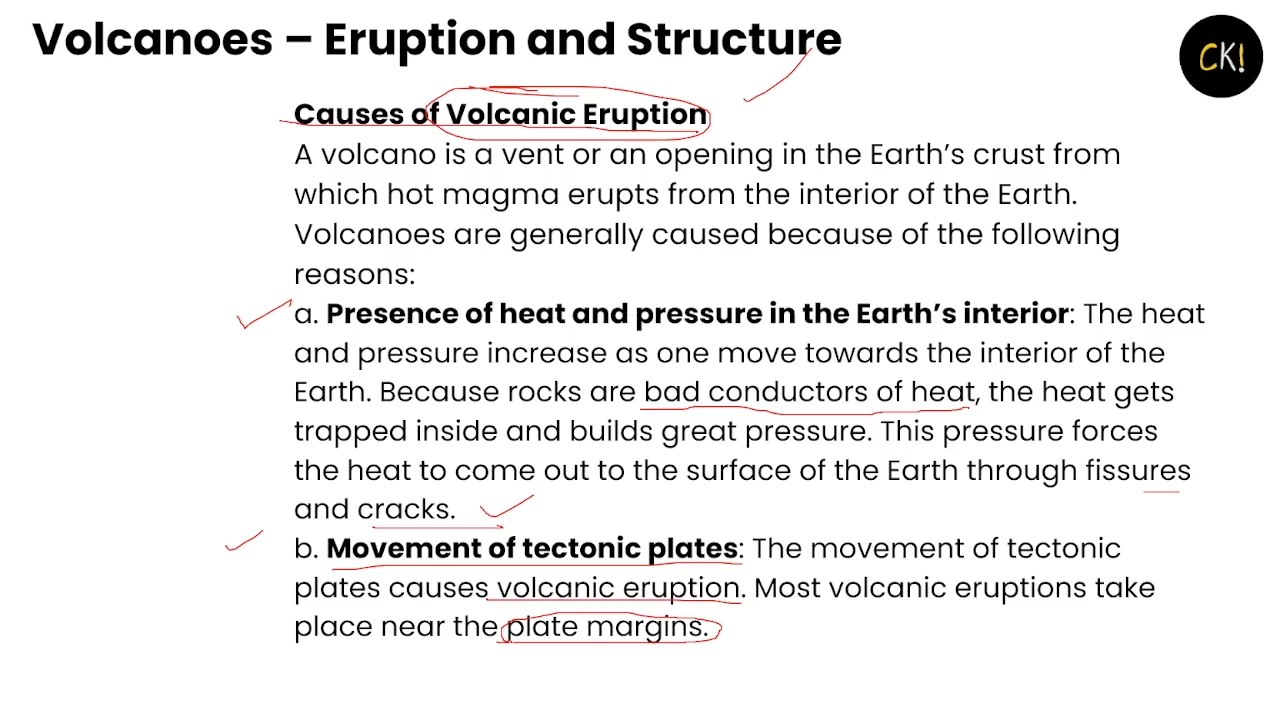 Volcanoes – Eruption and Structure
CK!
Causes of Volcanic Eruption
A volcano is a vent or an opening in the Earth’s crust from
which hot magma erupts from the interior of the Earth.
Volcanoes are generally caused because of the following
reasons:
a. Presence of heat and pressure in the Earth’s interior: The heat
and pressure increase as one move towards the interior of the
Earth. Because rocks are bad conductors of heat, the heat gets
trapped inside and builds great pressure. This pressure forces
the heat to come out to the surface of the Earth through fissures
and cracks.
b. Movement of tectonic plates: The movement of tectonic
plates causes volcanic eruption. Most volcanic eruptions take
place near the plate margins.